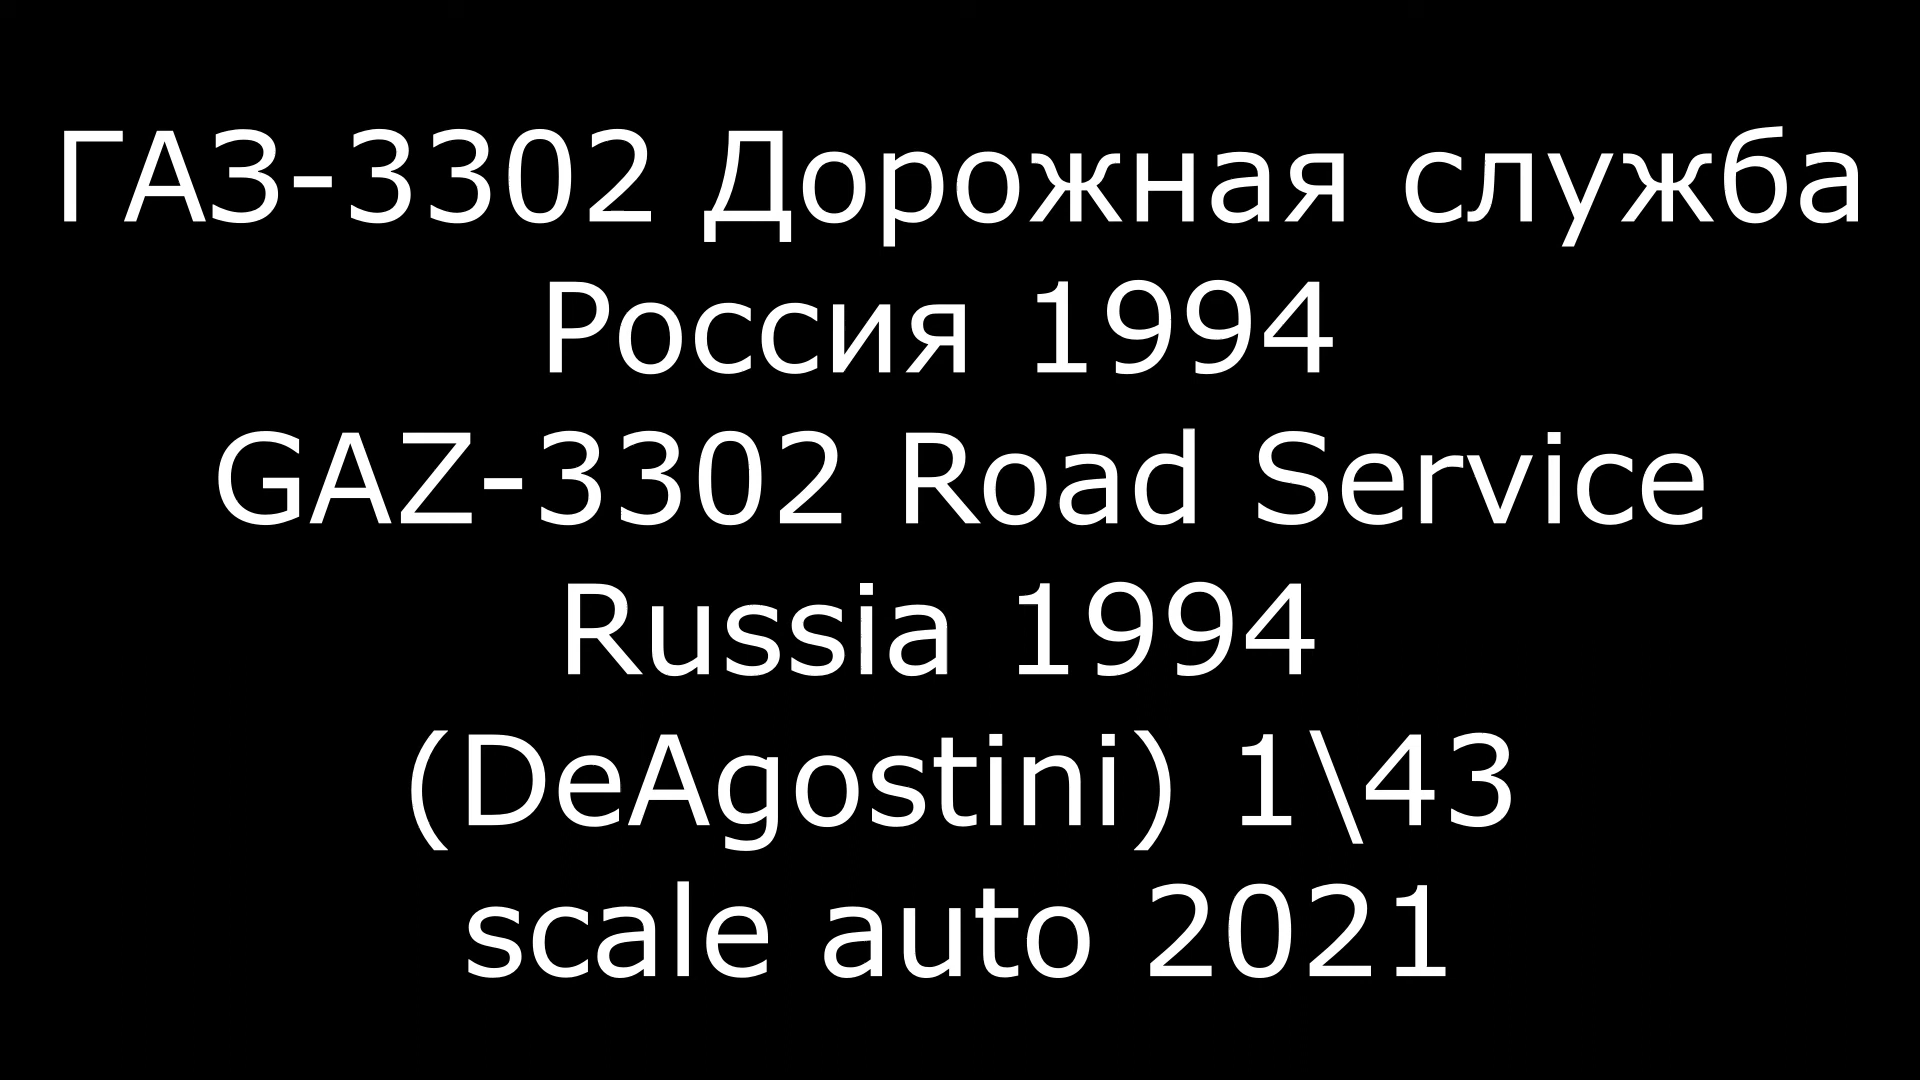 ГАЗ-3302 Дорожная служба
Россия 1994
GAZ-3302 Road Service
Russia 1994
(DeAgostini) 1\43
scale auto 2021